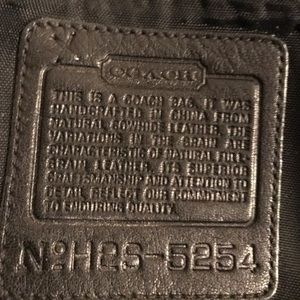 COACH
THIS IS A COACH BAG. IT WAS
HANDCRAFTED IN CHINA FROM
NATURAL COWHIDE LEATHER. THE
VARIATIONS IN THE GRAIN ARE
CHARACTERISTIC OF NATURAL FULL
GRAIN LEATHER. ITS SUPERIOR
CRAFTSMANSHIP AND ATTENTION TO
DETAIL REFLECT OUR COMMITMENT
TO ENDURING QUALITY.
Nº H2S-5254